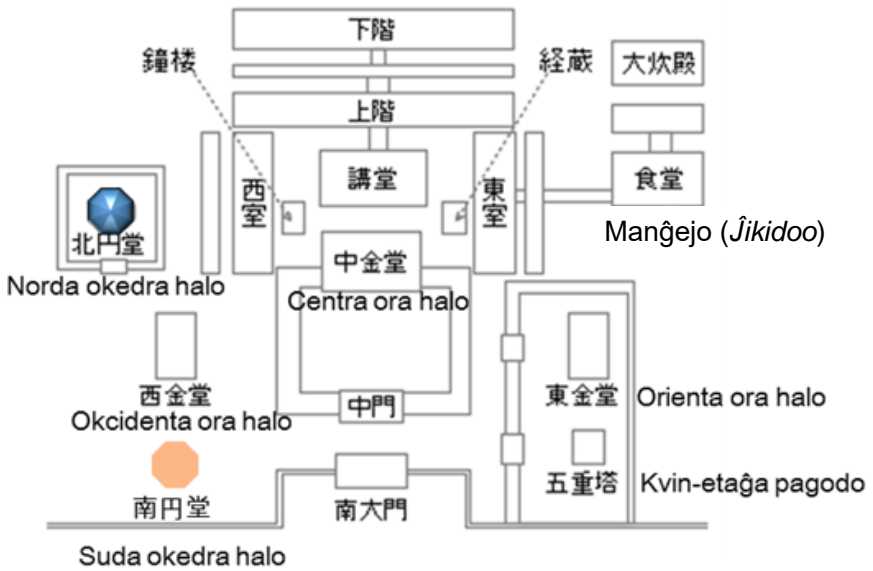 下階
鐘楼
経蔵
大炊殿
上階
講堂
西室
東室
食堂
Manĝejo (Ĵikidoo)
北円堂
中金堂
Norda okedra halo
Centra ora halo
西金堂
中門
東金堂
Orienta ora halo
Okcidenta ora halo
五重塔
Kvin-etaĝa pagodo
南円堂
南大門
Suda okedra halo